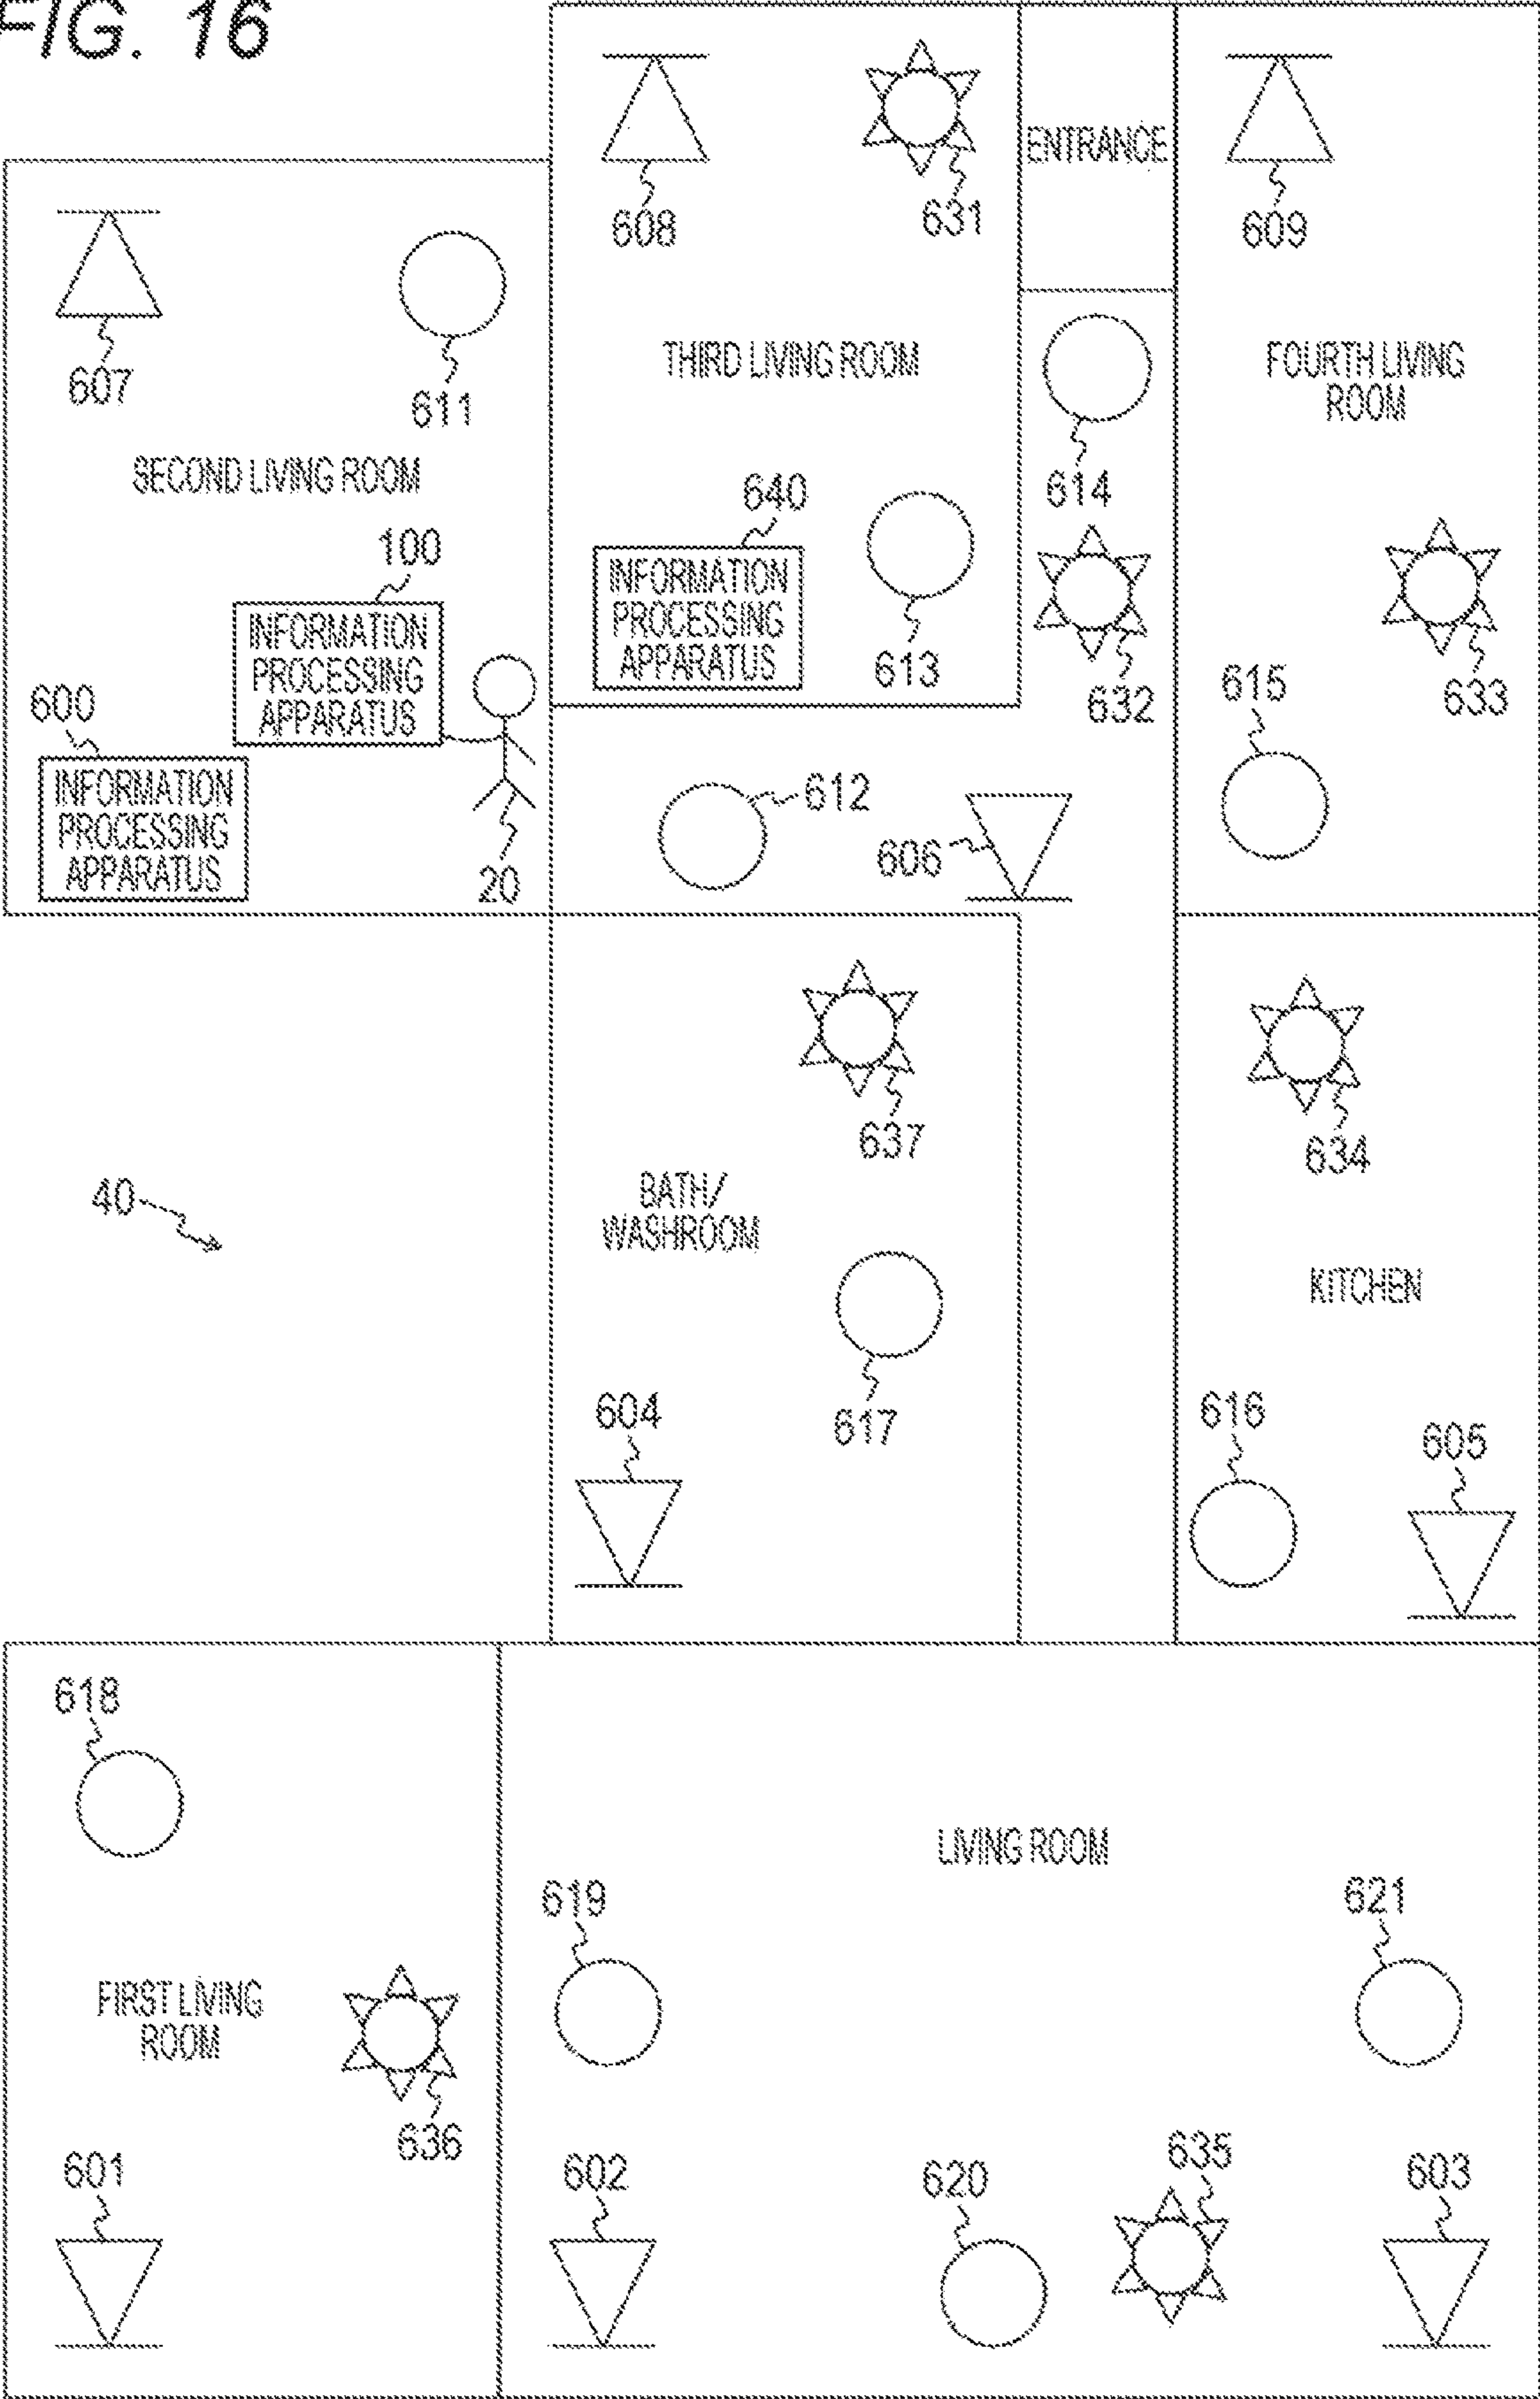 FIG. 16
608
631
ENTRANCE
609
607
611
SECOND LIVING ROOM
THIRD LIVING ROOM
614
FOURTH LIVING
ROOM
100
INFORMATION
PROCESSING
APPARATUS
600
INFORMATION
PROCESSING
APPARATUS
20
640
INFORMATION
PROCESSING
APPARATUS
613
632
615
633
612
606
40
637
BATH/
WASHROOM
617
604
634
KITCHEN
616
605
618
FIRST LIVING
ROOM
636
601
LIVING ROOM
619
621
602
620
635
603